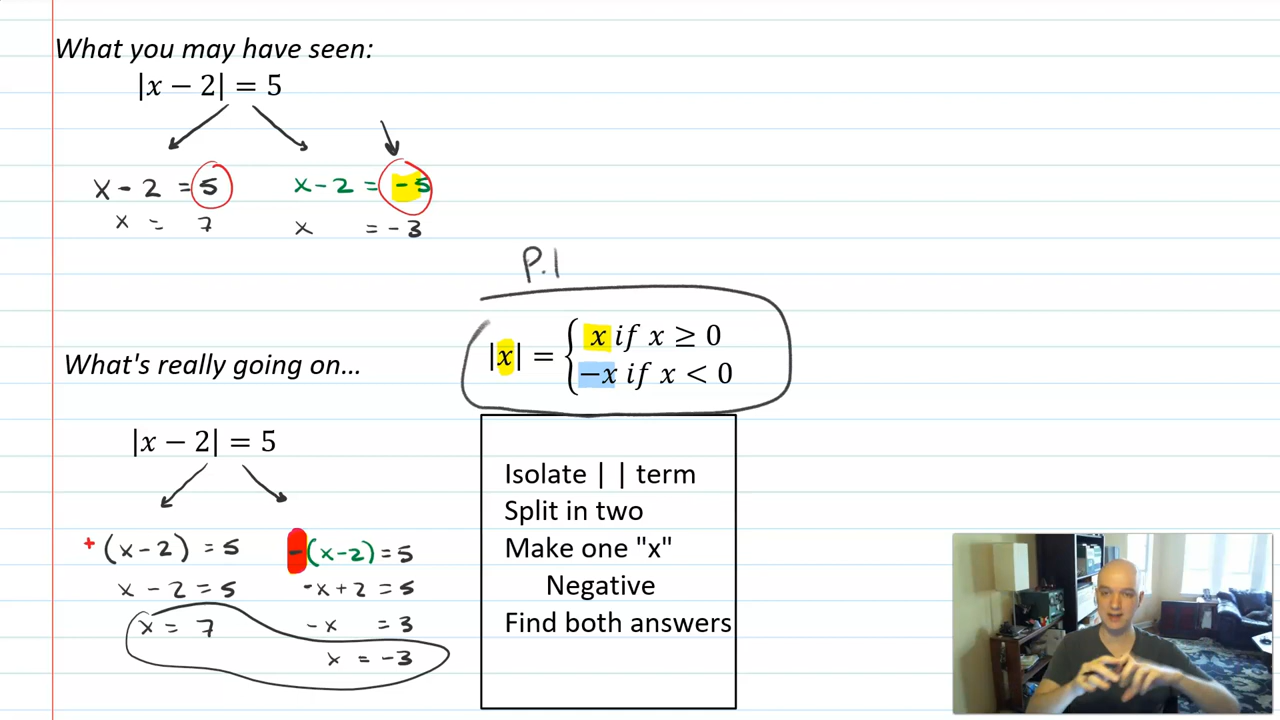 What you may have seen:
|x − 2| = 5
x - 2 = 5
x - 2 = -5
x = 7
x = -3
P.1
|x| = { x if x ≥ 0
−x if x < 0
What's really going on...
|x − 2| = 5
+(x-2) = 5
-(x-2) = 5
x - 2 = 5
-x + 2 = 5
x = 7
-x = 3
x = -3
Isolate | | term
Split in two
Make one "x"
Negative
Find both answers